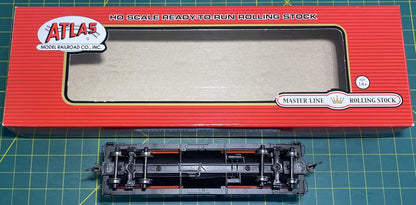 HO SCALE READY-TO-RUN ROLLING STOCK
ATLAS
MODEL RAILROAD CO., INC.
MASTER LINE ROLLING STOCK